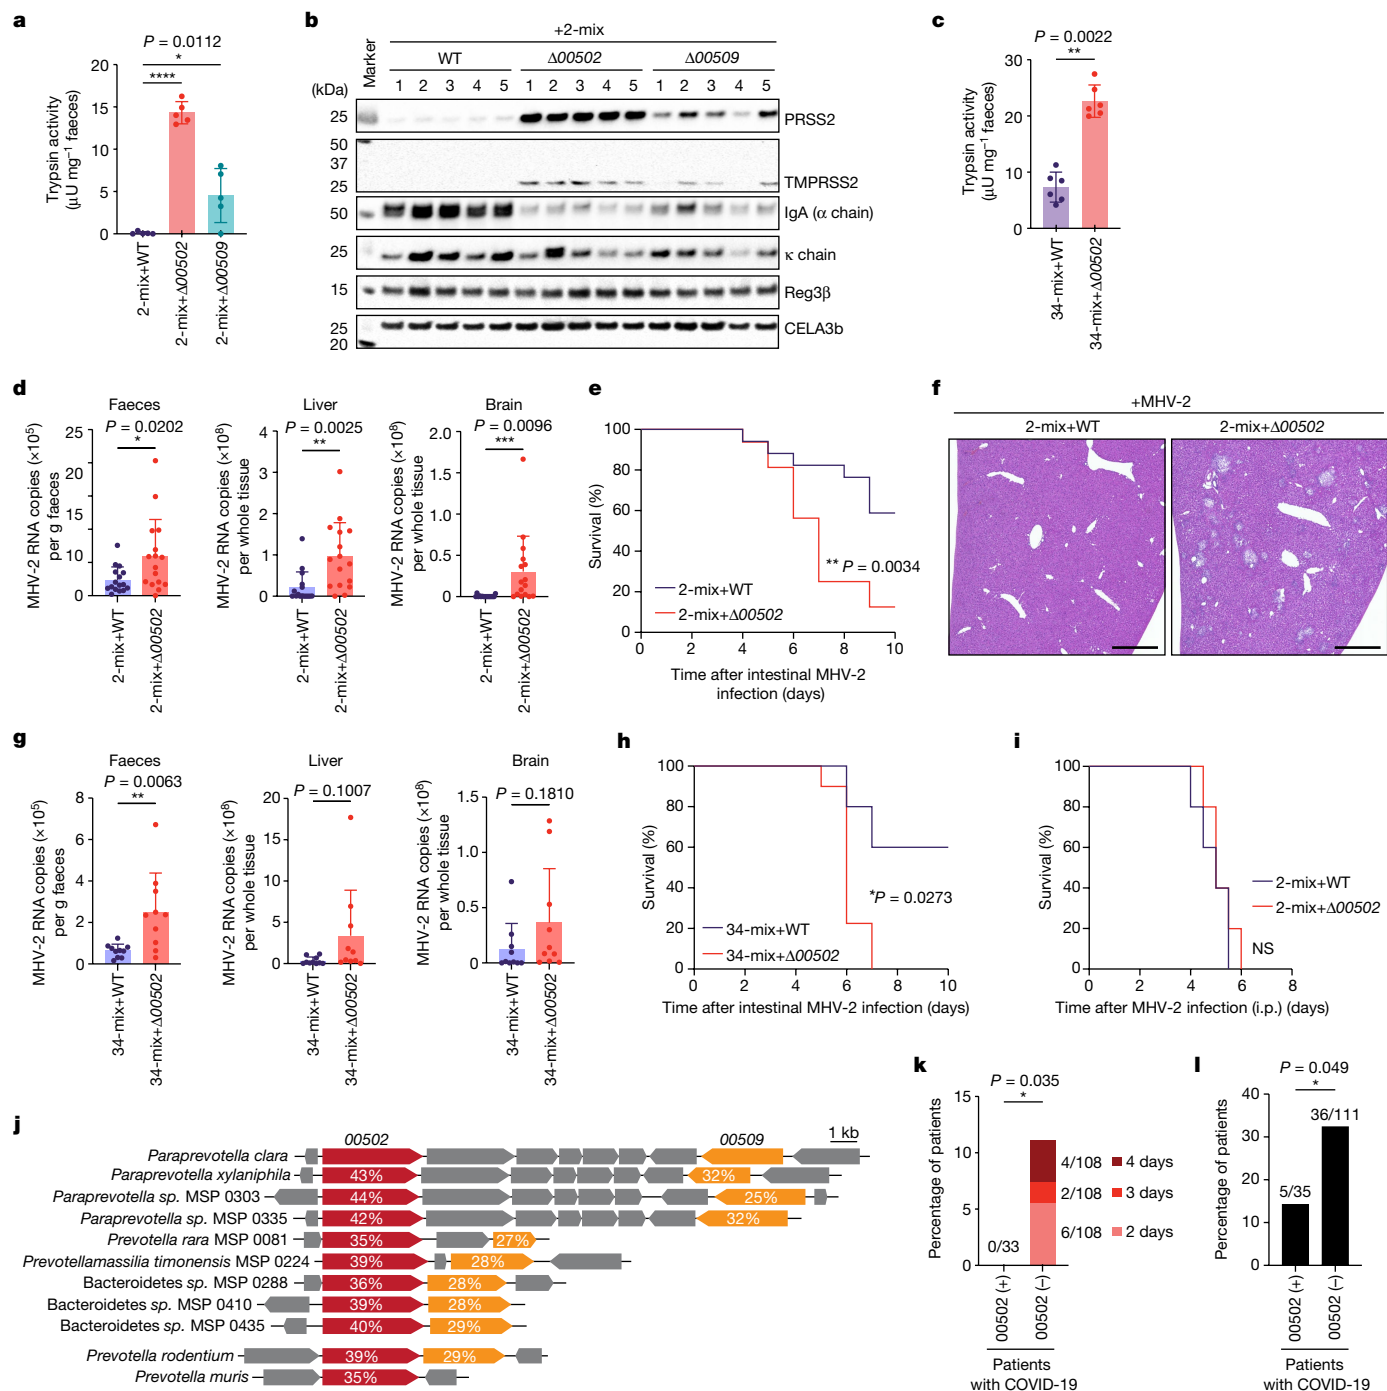 a
P = 0.0112
*
****
Trypsin activity
(μU mg⁻¹ faeces)
20
15
10
5
0
2-mix+WT
2-mix+Δ00502
2-mix+Δ00509
b
+2-mix
Marker
WT
Δ00502
Δ00509
(kDa)
1 2 3 4 5 1 2 3 4 5 1 2 3 4 5
25
PRSS2
50
37
25
TMPRSS2
50
IgA (α chain)
25
κ chain
15
Reg3β
25
20
CELA3b
c
P = 0.0022
**
Trypsin activity
(μU mg⁻¹ faeces)
30
20
10
0
34-mix+WT
34-mix+Δ00502
d
Faeces
P = 0.0202
*
MHV-2 RNA copies (×10⁵)
per g faeces
25
20
15
10
5
0
2-mix+WT
2-mix+Δ00502
Liver
P = 0.0025
**
MHV-2 RNA copies (×10⁸)
per whole tissue
4
3
2
1
0
2-mix+WT
2-mix+Δ00502
Brain
P = 0.0096
***
MHV-2 RNA copies (×10⁸)
per whole tissue
2.0
1.5
1.0
0.5
0
2-mix+WT
2-mix+Δ00502
e
Survival (%)
100
80
60
40
20
0
** P = 0.0034
2-mix+WT
2-mix+Δ00502
0 2 4 6 8 10
Time after intestinal MHV-2
infection (days)
f
+MHV-2
2-mix+WT
2-mix+Δ00502
g
Faeces
P = 0.0063
**
MHV-2 RNA copies (×10⁵)
per g faeces
8
6
4
2
0
34-mix+WT
34-mix+Δ00502
Liver
P = 0.1007
MHV-2 RNA copies (×10⁸)
per whole tissue
20
15
10
5
0
34-mix+WT
34-mix+Δ00502
Brain
P = 0.1810
MHV-2 RNA copies (×10⁸)
per whole tissue
1.5
1.0
0.5
0
34-mix+WT
34-mix+Δ00502
h
Survival (%)
100
80
60
40
20
0
*P = 0.0273
34-mix+WT
34-mix+Δ00502
0 2 4 6 8 10
Time after intestinal MHV-2 infection (days)
i
Survival (%)
100
80
60
40
20
0
2-mix+WT
2-mix+Δ00502
NS
0 2 4 6 8
Time after MHV-2 infection (i.p.) (days)
j
00502
00509
1 kb
Paraprevotella clara
Paraprevotella xylaniphila 43% 32%
Paraprevotella sp. MSP 0303 44% 25%
Paraprevotella sp. MSP 0335 42% 32%
Prevotella rara MSP 0081 35% 27%
Prevotellamassilia timonensis MSP 0224 39% 28%
Bacteroidetes sp. MSP 0288 36% 28%
Bacteroidetes sp. MSP 0410 39% 28%
Bacteroidetes sp. MSP 0435 40% 29%
Prevotella rodentium 39% 29%
Prevotella muris 35%
k
P = 0.035
*
Percentage of patients
15
10
5
0
0/33
4/108 4 days
2/108 3 days
6/108 2 days
00502 (+)
00502 (–)
Patients
with COVID-19
l
P = 0.049
*
Percentage of patients
40
30
20
10
0
5/35
36/111
00502 (+)
00502 (–)
Patients
with COVID-19